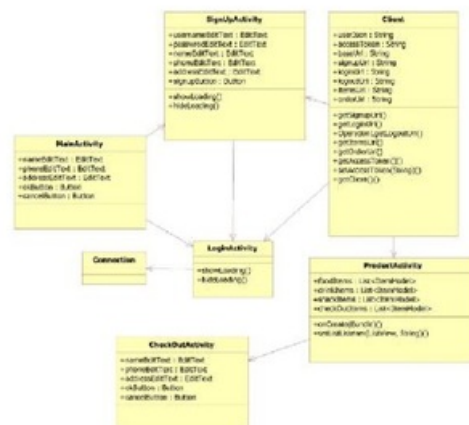 SignUpActivity
+usernameEditText : EditText
+passwordEditText : EditText
+nameEditText : EditText
+phoneEditText : EditText
+addressEditText : EditText
+signupButton : Button
+showLoading()
+hideLoading()
Client
+userJson : String
+accessToken : String
+baseUrl : String
+signupUrl : String
+loginUrl : String
+logoutUrl : String
+itemsUrl : String
+orderUrl : String
+getSignupUrl()
+getLoginUrl()
+getItemsUrl()
+getOrderUrl()
+getAccessToken()
+setAccessToken(String)
+getClient()
MainActivity
+nameEditText : EditText
+phoneEditText : EditText
+addressEditText : EditText
+okButton : Button
+cancelButton : Button
Connection
LoginActivity
+showLoading()
+hideLoading()
ProductActivity
+foodItems : List<ItemModel>
+drinkItems : List<ItemModel>
+snackItems : List<ItemModel>
+checkOutItems : List<ItemModel>
+onCreate(Bundle)
CheckOutActivity
+nameEditText : EditText
+phoneEditText : EditText
+addressEditText : EditText
+okButton : Button
+cancelButton : Button